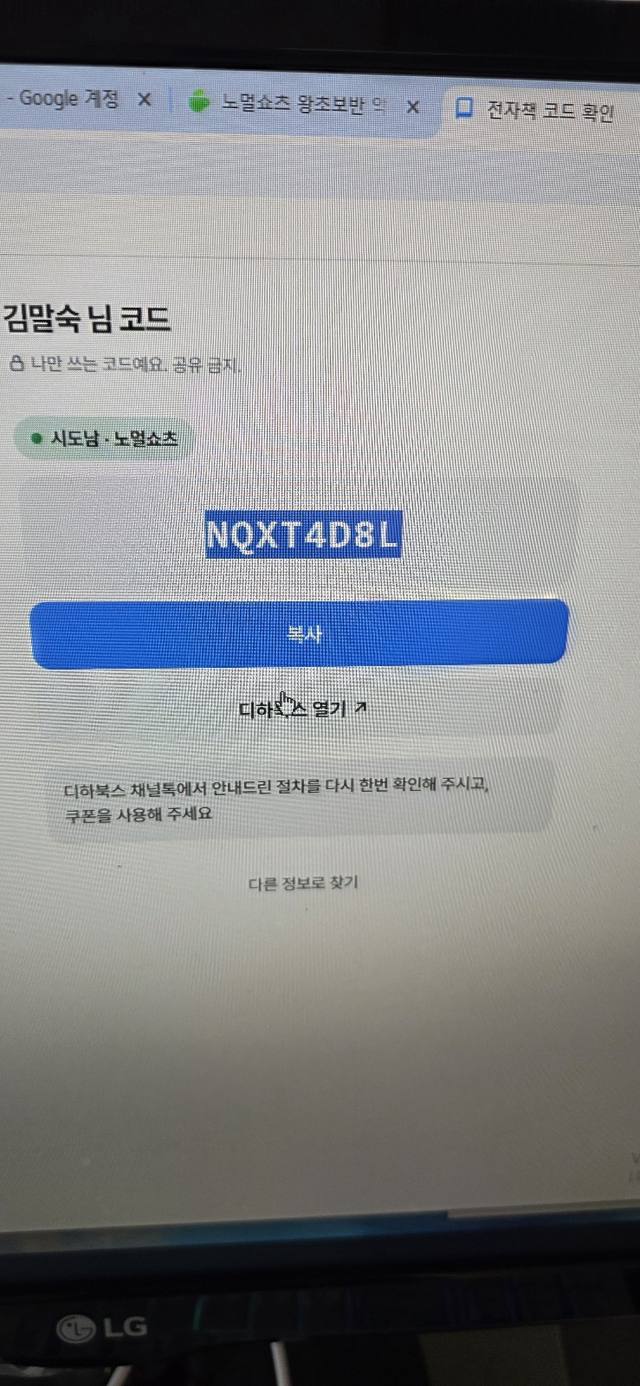 - Google 계정
노멀쇼츠 왕초보반
전자책 코드 확인
김말숙 님 코드
나만 쓰는 코드예요. 공유 금지.
시도남 · 노멀쇼츠
NQXT4D8L
복사
열기
디하북스 채널톡에서 안내드린 절차를 다시 한번 확인해 주시고,
쿠폰을 사용해 주세요
다른 정보로 찾기
LG